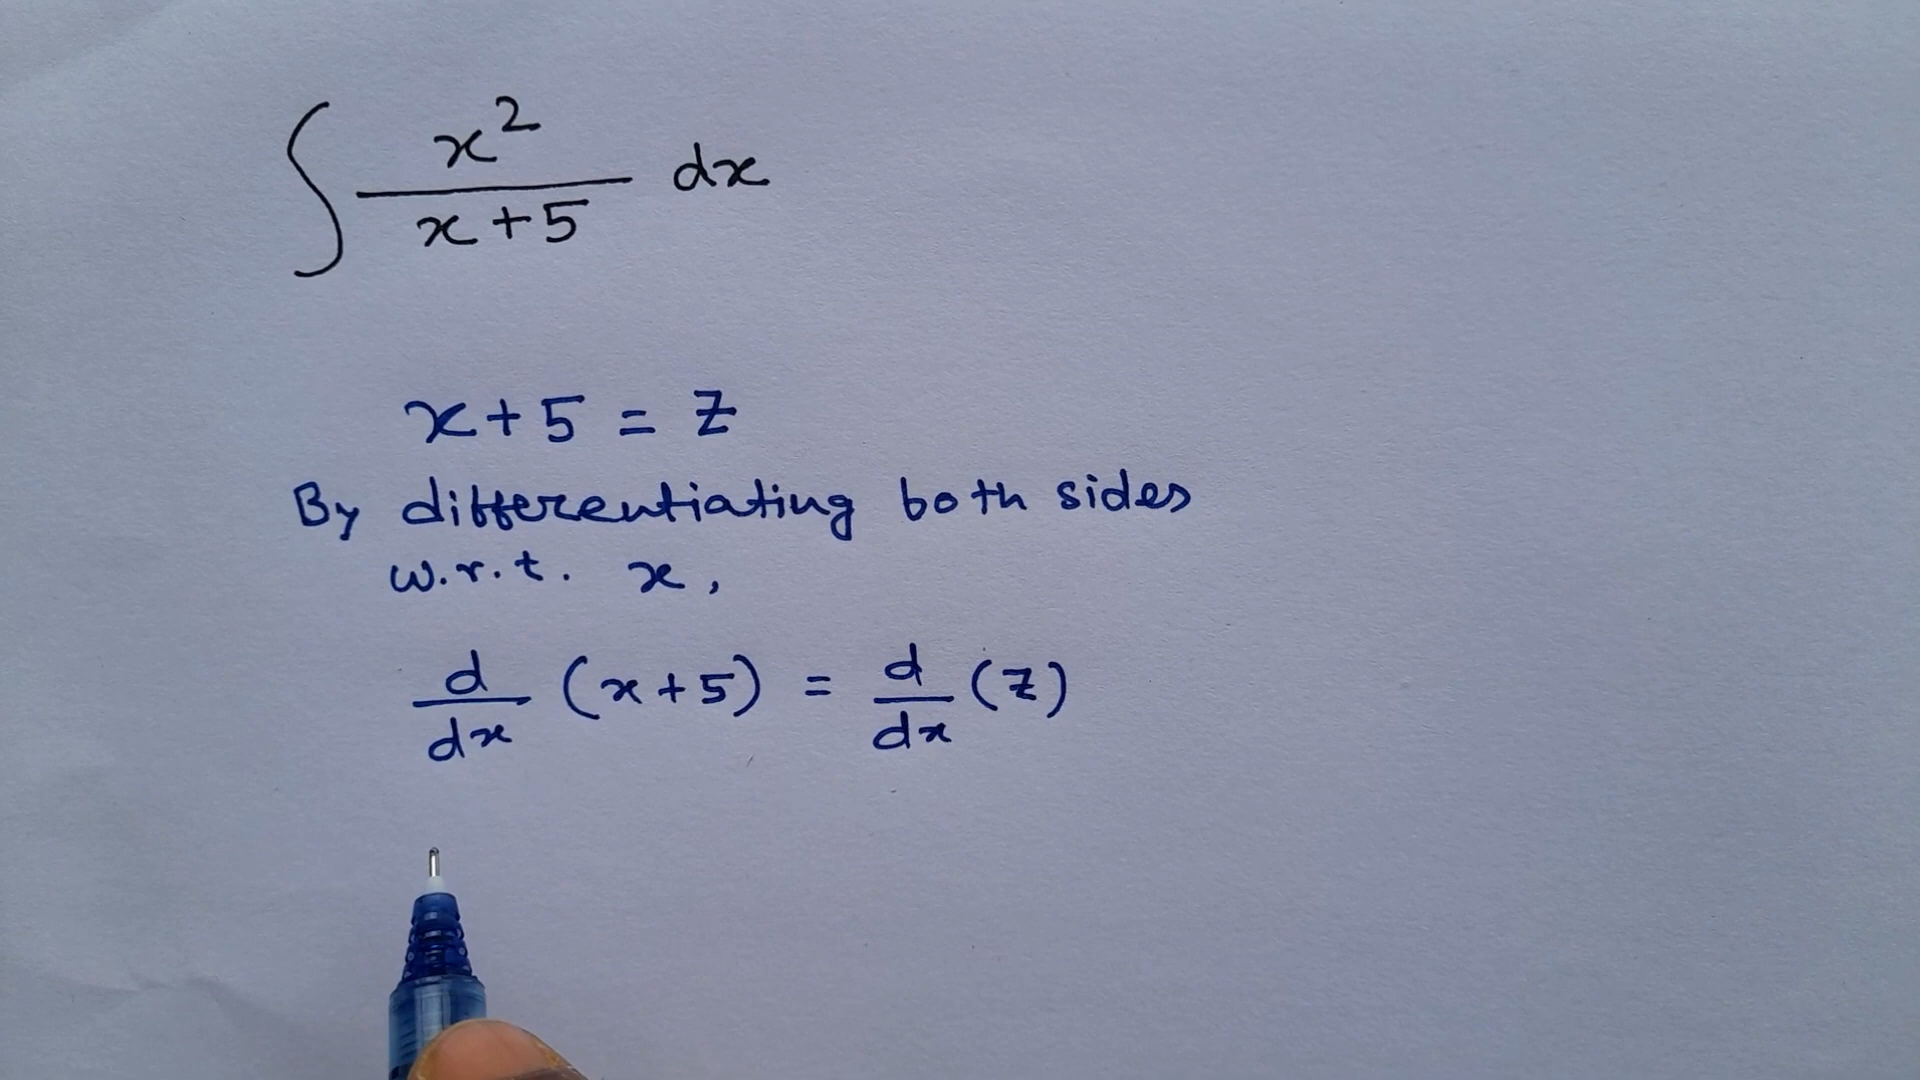 ∫ x²/(x+5) dx
x+5 = z
By differentiating both sides
w.r.t. x,
d/dx (x+5) = d/dx (z)